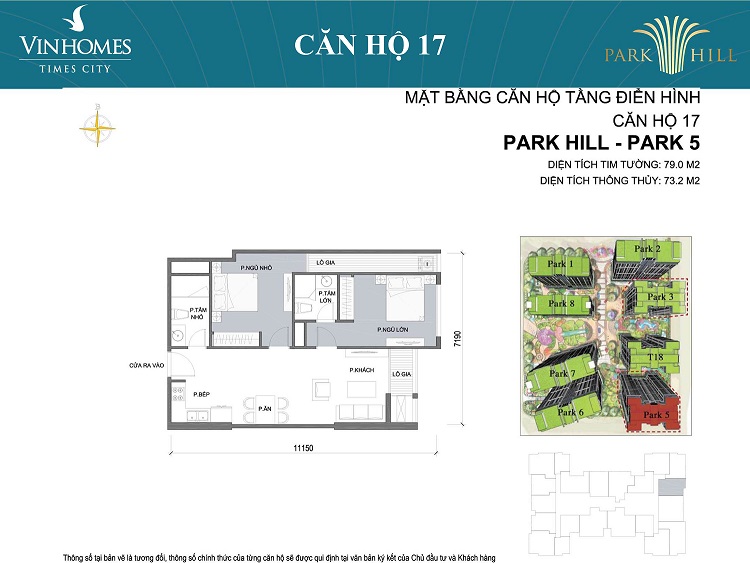 VINHOMES
TIMES CITY
CĂN HỘ 17
PARK HILL
MẶT BẰNG CĂN HỘ TẦNG ĐIỂN HÌNH
CĂN HỘ 17
PARK HILL - PARK 5
DIỆN TÍCH TIM TƯỜNG: 79.0 M2
DIỆN TÍCH THÔNG THỦY: 73.2 M2
B
P.NGỦ NHỎ
LÔ GIA
P.TẮM
NHỎ
P.TẮM
LỚN
P.NGỦ LỚN
CỬA RA VÀO
P.BẾP
P.ĂN
P.KHÁCH
LÔ GIA
7190
11150
Park 1
Park 2
Park 8
Park 3
Park 7
T18
Park 6
Park 5
Thông số tại bản vẽ là tương đối, thông số chính thức của từng căn hộ sẽ được qui định tại văn bản ký kết của Chủ đầu tư và Khách hàng